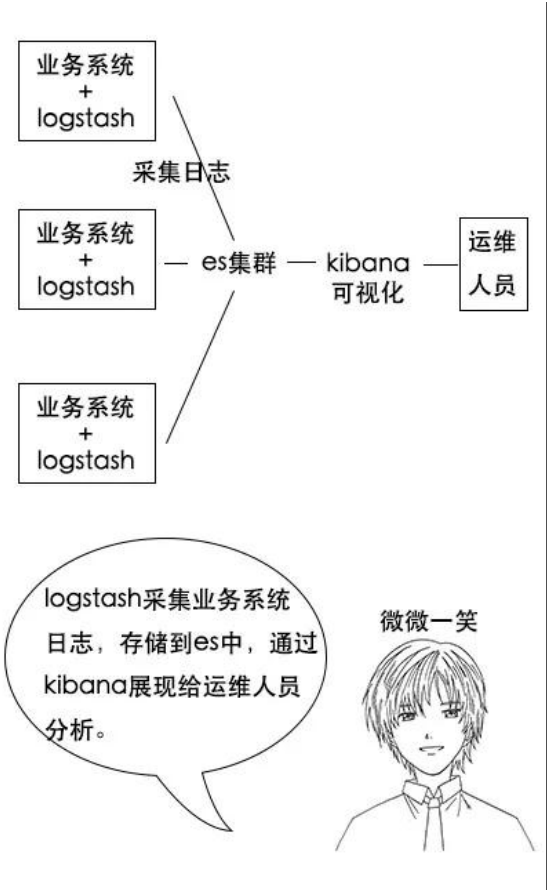 业务系统
+
logstash
采集日志
业务系统
+
logstash
es集群
kibana
可视化
运维
人员
业务系统
+
logstash
logstash采集业务系统
日志，存储到es中，通过
kibana展现给运维人员
分析。
微微一笑